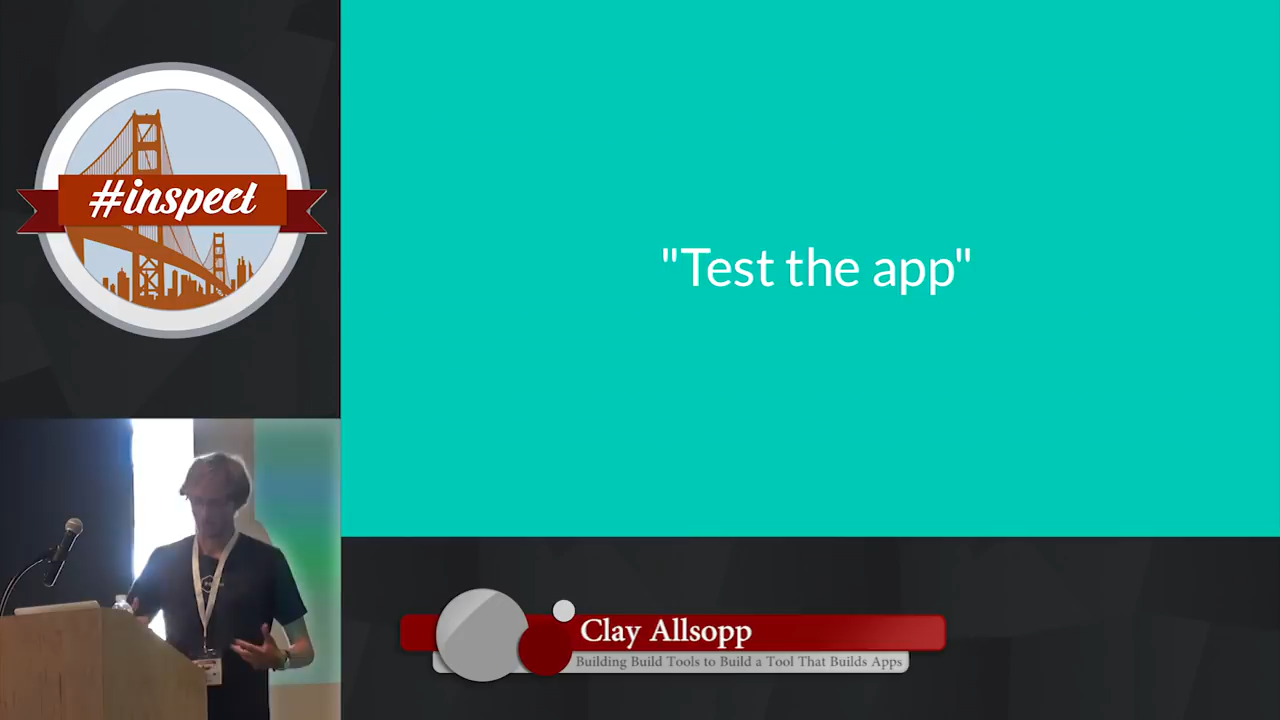 #inspect
"Test the app"
Clay Allsopp
Building Build Tools to Build a Tool That Builds Apps